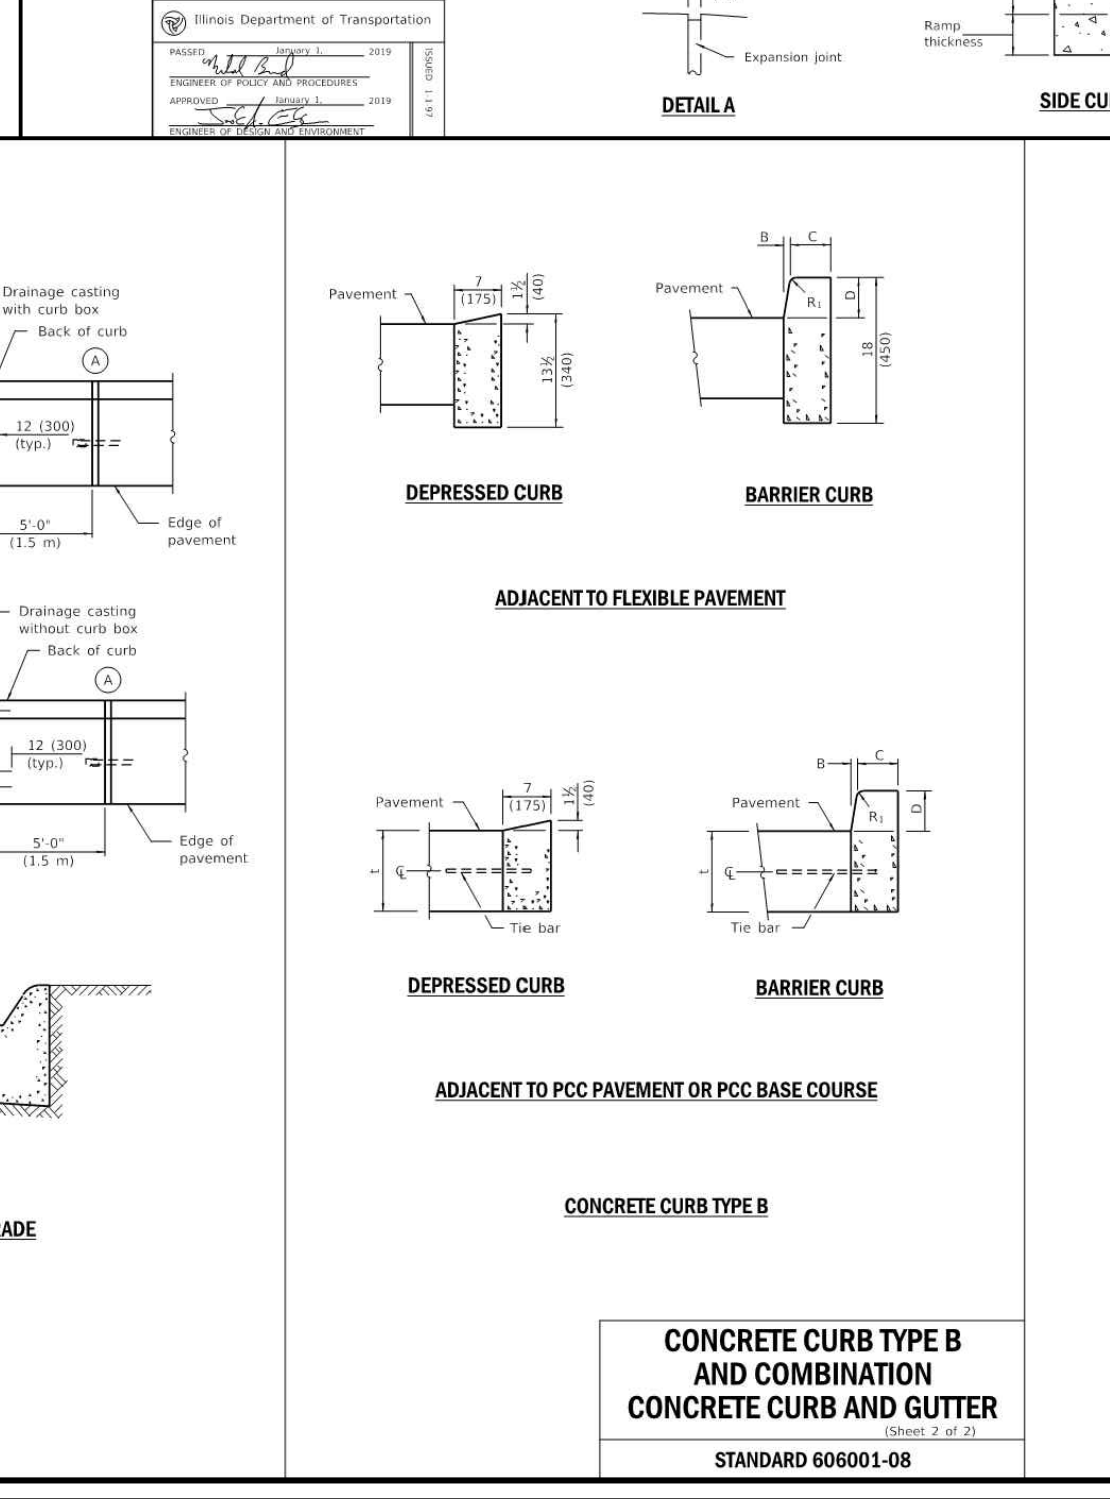 Illinois Department of Transportation
PASSED January 1, 2019
ENGINEER OF POLICY AND PROCEDURES
APPROVED January 1, 2019
ENGINEER OF DESIGN AND ENVIRONMENT
ISSUED 1-1-97
Expansion joint
DETAIL A
Ramp
thickness
SIDE CU
Drainage casting
with curb box
Back of curb
A
12 (300)
(typ.)
5'-0"
(1.5 m)
Edge of
pavement
Drainage casting
without curb box
Back of curb
A
12 (300)
(typ.)
5'-0"
(1.5 m)
Edge of
pavement
ADE
Pavement
7
(175)
1½
(40)
13½
(340)
DEPRESSED CURB
Pavement
B
C
R1
D
18
(450)
BARRIER CURB
ADJACENT TO FLEXIBLE PAVEMENT
Pavement
7
(175)
1½
(40)
t
℄
Tie bar
DEPRESSED CURB
Pavement
B
C
R1
D
t
℄
Tie bar
BARRIER CURB
ADJACENT TO PCC PAVEMENT OR PCC BASE COURSE
CONCRETE CURB TYPE B
CONCRETE CURB TYPE B
AND COMBINATION
CONCRETE CURB AND GUTTER
(Sheet 2 of 2)
STANDARD 606001-08